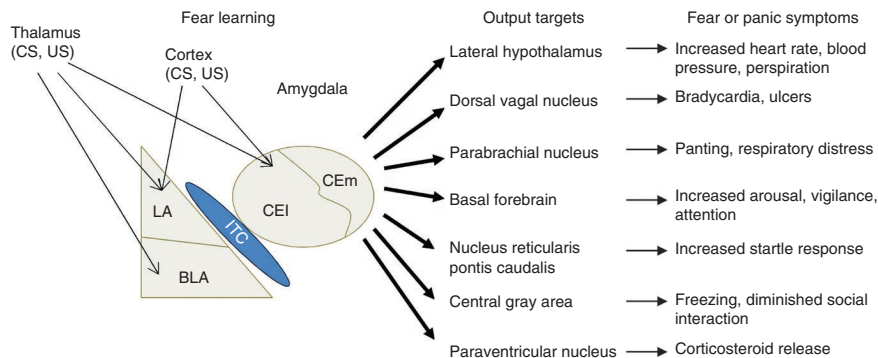 Fear learning
Output targets
Fear or panic symptoms
Thalamus
(CS, US)
Cortex
(CS, US)
Amygdala
LA
BLA
ITC
CEl
CEm
Lateral hypothalamus
Increased heart rate, blood
pressure, perspiration
Dorsal vagal nucleus
Bradycardia, ulcers
Parabrachial nucleus
Panting, respiratory distress
Basal forebrain
Increased arousal, vigilance,
attention
Nucleus reticularis
pontis caudalis
Increased startle response
Central gray area
Freezing, diminished social
interaction
Paraventricular nucleus
Corticosteroid release